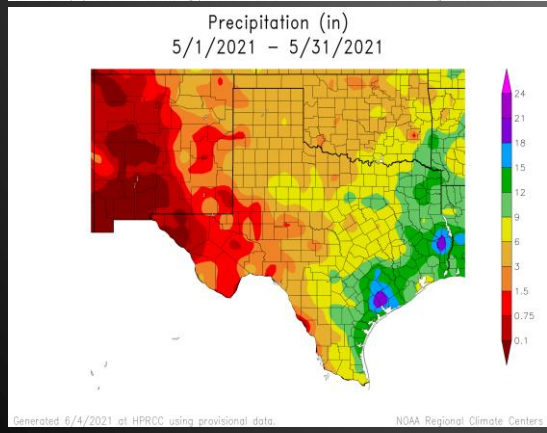 Precipitation (in)
5/1/2021 – 5/31/2021
24
18
15
12
9
6
3
1.5
0.75
0.1
Generated 6/4/2021 at HPRCC using provisional data.
NOAA Regional Climate Centers